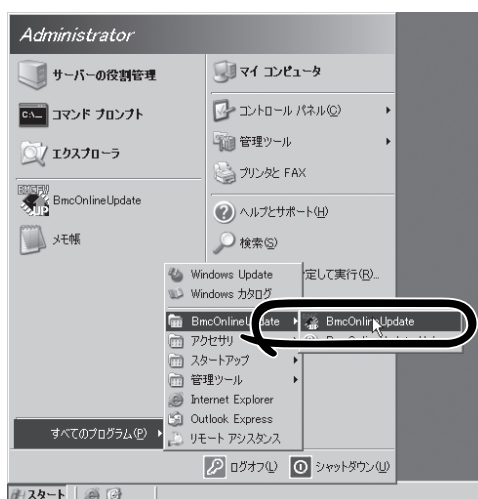 Administrator
サーバーの役割管理
コマンド プロンプト
エクスプローラ
BmcOnlineUpdate
メモ帳
マイ コンピュータ
コントロール パネル(C)
管理ツール
プリンタと FAX
ヘルプとサポート(H)
検索(S)
定して実行(R)...
Windows Update
Windows カタログ
BmcOnlineUpdate
アクセサリ
スタートアップ
管理ツール
Internet Explorer
Outlook Express
リモート アシスタンス
BmcOnlineUpdate
すべてのプログラム(P)
ログオフ(L)
シャットダウン(U)
スタート